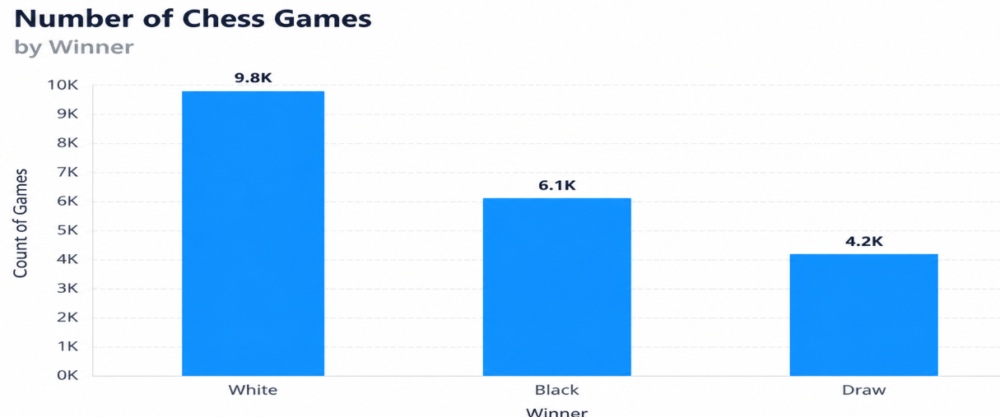 Number of Chess Games
by Winner
9.8K
10K
9K
8K
7K
6.1K
6K
5K
4.2K
4K
3K
2K
1K
0K
Count of Games
White Black Draw
Winner